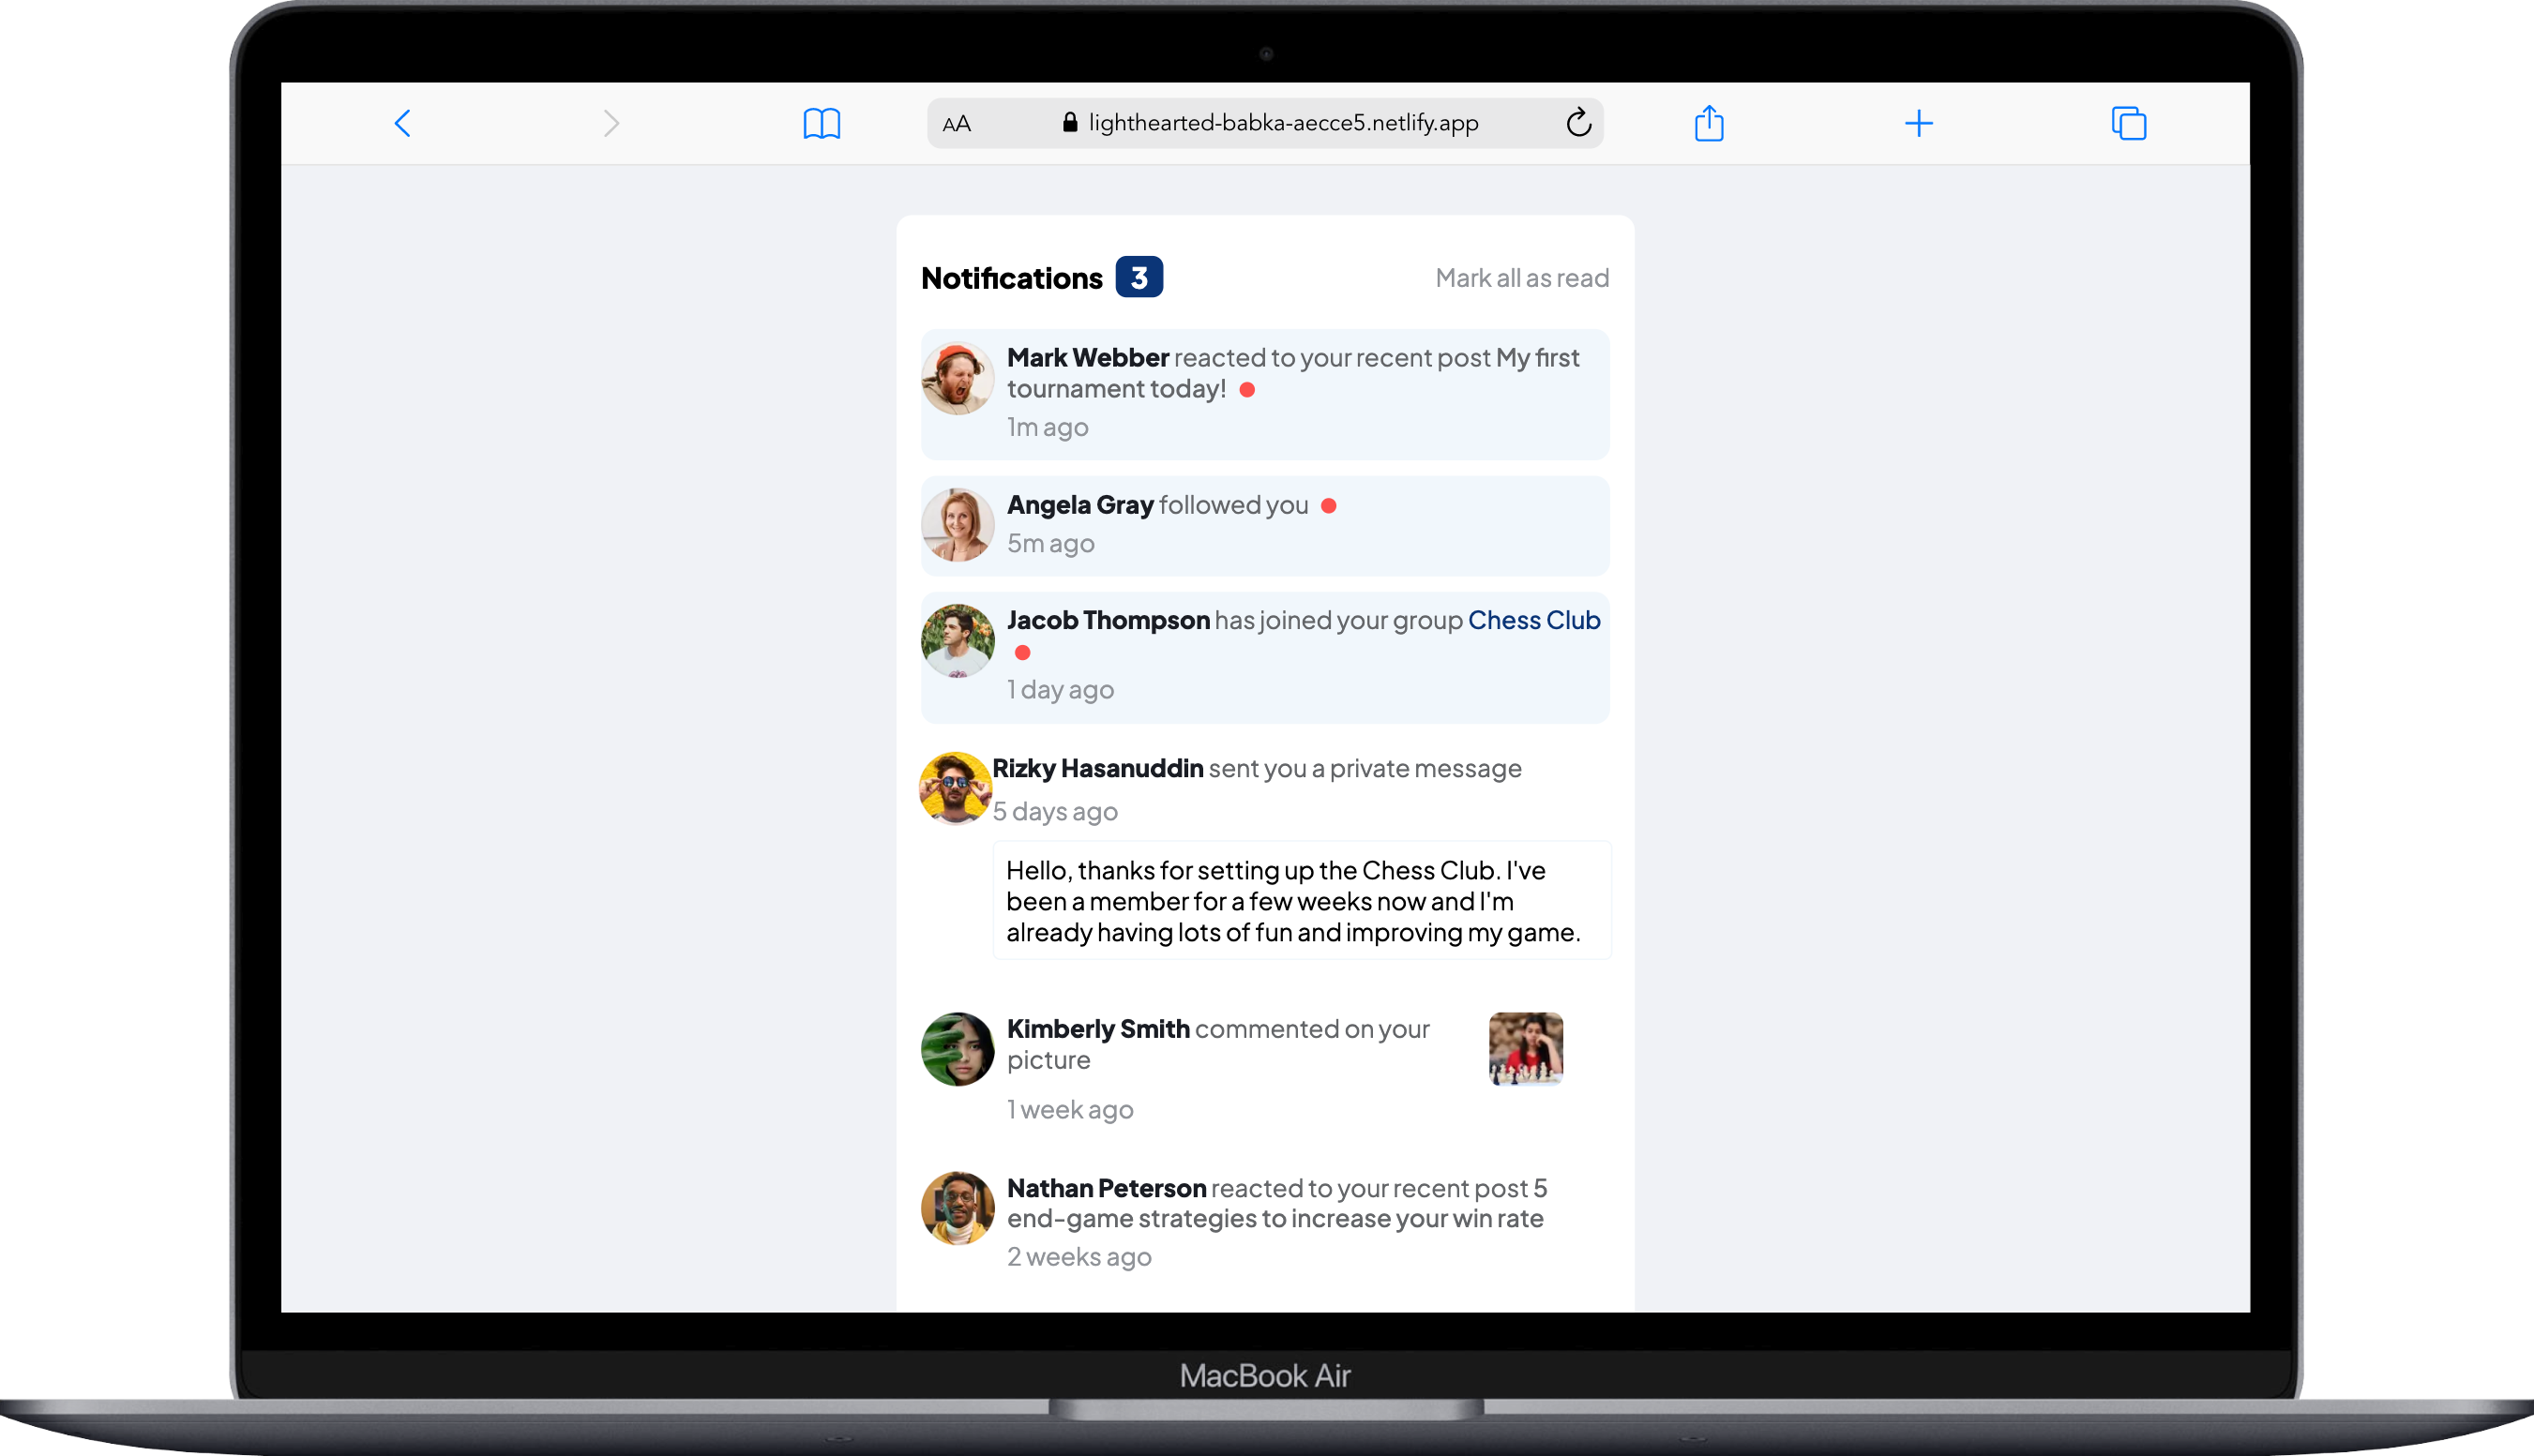 AA lighthearted-babka-aecce5.netlify.app
Notifications 3 Mark all as read
Mark Webber reacted to your recent post My first
tournament today!
1m ago
Angela Gray followed you
5m ago
Jacob Thompson has joined your group Chess Club
1 day ago
Rizky Hasanuddin sent you a private message
5 days ago
Hello, thanks for setting up the Chess Club. I've
been a member for a few weeks now and I'm
already having lots of fun and improving my game.
Kimberly Smith commented on your
picture
1 week ago
Nathan Peterson reacted to your recent post 5
end-game strategies to increase your win rate
2 weeks ago
MacBook Air